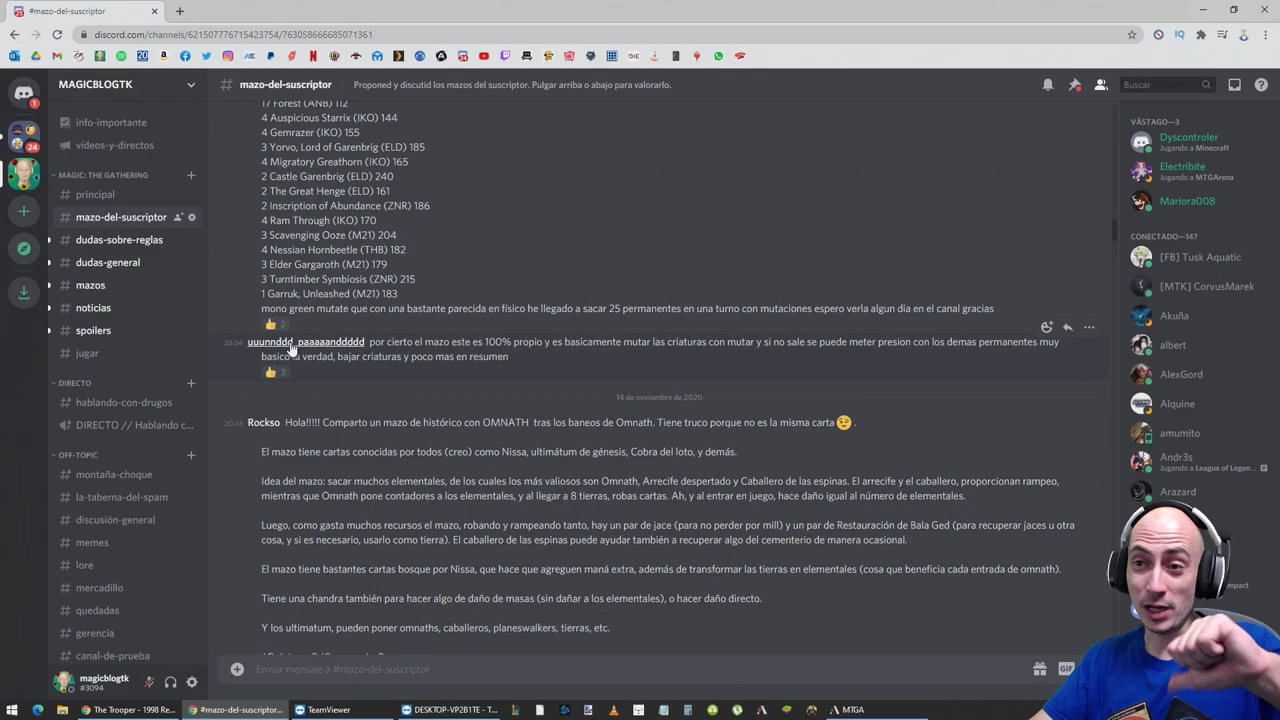 #mazo-del-suscriptor
discord.com/channels/621507776715423754/763058666685071361
MAGICBLOGTK
# mazo-del-suscriptor
Proponed y discutid los mazos del suscriptor. Pulgar arriba o abajo para valorarlo.
Buscar
info-importante
vídeos-y-directos
MAGIC: THE GATHERING
principal
mazo-del-suscriptor
dudas-sobre-reglas
dudas-general
mazos
noticias
spoilers
jugar
DIRECTO
hablando-con-drugos
DIRECTO // Hablando c...
OFF-TOPIC
montaña-choque
la-taberna-del-spam
discusión-general
memes
lore
mercadillo
quedadas
gerencia
canal-de-prueba
magicblogtk
#3094
1
24
17 Forest (ANB) 112
4 Auspicious Starrix (IKO) 144
4 Gemrazer (IKO) 155
3 Yorvo, Lord of Garenbrig (ELD) 185
4 Migratory Greathorn (IKO) 165
2 Castle Garenbrig (ELD) 240
2 The Great Henge (ELD) 161
2 Inscription of Abundance (ZNR) 186
4 Ram Through (IKO) 170
3 Scavenging Ooze (M21) 204
4 Nessian Hornbeetle (THB) 182
3 Elder Gargaroth (M21) 179
3 Turntimber Symbiosis (ZNR) 215
1 Garruk, Unleashed (M21) 183
mono green mutate que con una bastante parecida en físico he llegado a sacar 25 permanentes en una turno con mutaciones espero verla algun dia en el canal gracias
2
23:04 uuunnddd_paaaaanddddd por cierto el mazo este es 100% propio y es basicamente mutar las criaturas con mutar y si no sale se puede meter presion con los demas permanentes muy
basico la verdad, bajar criaturas y poco mas en resumen
3
14 de noviembre de 2020
20:43 Rockso Hola!!!!! Comparto un mazo de histórico con OMNATH tras los baneos de Omnath. Tiene truco porque no es la misma carta 😉 .
El mazo tiene cartas conocidas por todos (creo) como Nissa, ultimátum de génesis, Cobra del loto, y demás.
Idea del mazo: sacar muchos elementales, de los cuales los más valiosos son Omnath, Arrecife despertado y Caballero de las espinas. El arrecife y el caballero, proporcionan rampeo,
mientras que Omnath pone contadores a los elementales, y al llegar a 8 tierras, robas cartas. Ah, y al entrar en juego, hace daño igual al número de elementales.
Luego, como gasta muchos recursos el mazo, robando y rampeando tanto, hay un par de jace (para no perder por mill) y un par de Restauración de Bala Ged (para recuperar jaces u otra
cosa, y si es necesario, usarlo como tierra). El caballero de las espinas puede ayudar también a recuperar algo del cementerio de manera ocasional.
El mazo tiene bastantes cartas bosque por Nissa, que hace que agreguen maná extra, además de transformar las tierras en elementales (cosa que beneficia cada entrada de omnath).
Tiene una chandra también para hacer algo de daño de masas (sin dañar a los elementales), o hacer daño directo.
Y los ultimatum, pueden poner omnaths, caballeros, planeswalkers, tierras, etc.
Enviar mensaje a #mazo-del-suscriptor
GIF
VÁSTAGO—3
Dyscontroler
Jugando a Minecraft
Electribite
Jugando a MTGArena
Mariora008
CONECTADO—147
[FB] Tusk Aquatic
[MTK] CorvusMarek
Akuña
albert
AlexGord
Alquine
amumito
Andr3s
Jugando a League of Legen...
Arazard
mpact
The Trooper - 1998 Re...
#mazo-del-suscriptor...
TeamViewer
DESKTOP-VP2B1TE - T...
MTGA